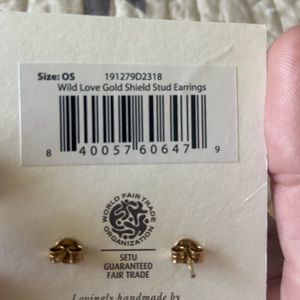 Size: OS 191279D2318
Wild Love Gold Shield Stud Earrings
8 40057 60647 9
WORLD FAIR TRADE ORGANIZATION
SETU
GUARANTEED
FAIR TRADE
Lovingly handmade by